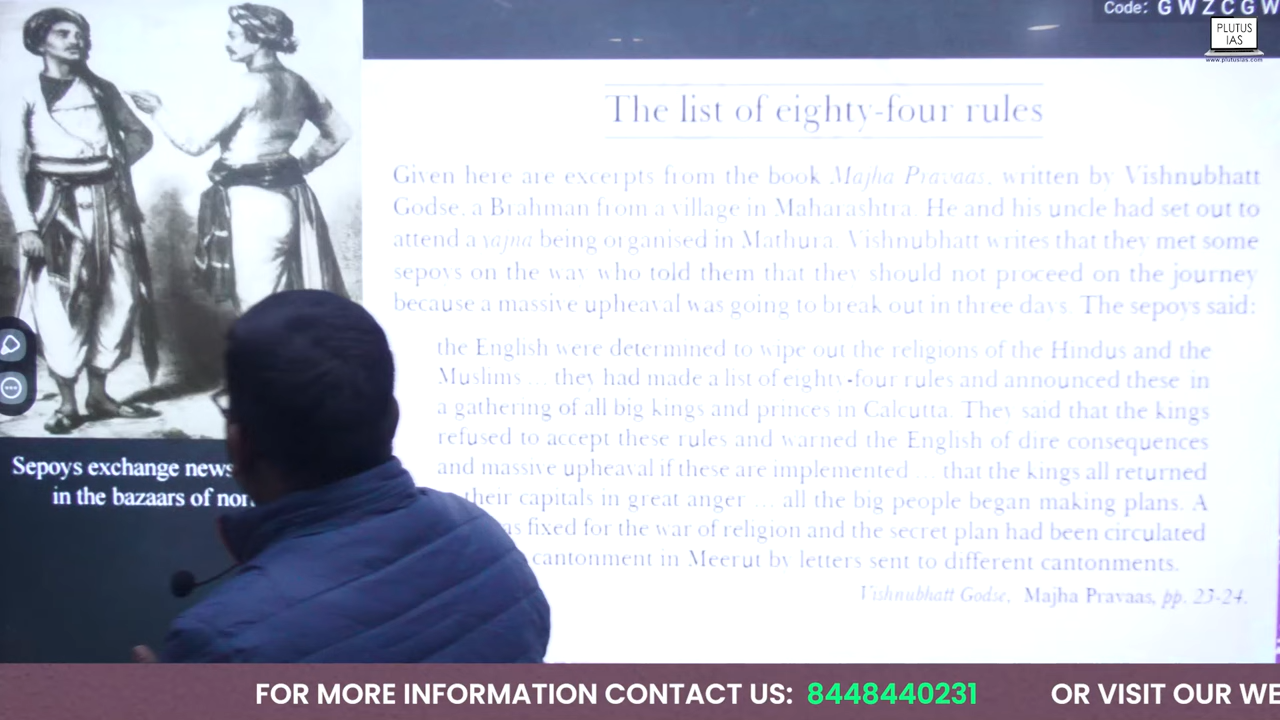 Code: G W Z C G W
PLUTUS
IAS
www.plutusias.com
The list of eighty-four rules
Given here are excerpts from the book Majha Pravaas, written by Vishnubhatt
Godse, a Brahman from a village in Maharashtra. He and his uncle had set out to
attend a yajna being organised in Mathura. Vishnubhatt writes that they met some
sepoys on the way who told them that they should not proceed on the journey
because a massive upheaval was going to break out in three days. The sepoys said:
the English were determined to wipe out the religions of the Hindus and the
Muslims ... they had made a list of eighty-four rules and announced these in
a gathering of all big kings and princes in Calcutta. They said that the kings
refused to accept these rules and warned the English of dire consequences
and massive upheaval if these are implemented ... that the kings all returned
their capitals in great anger ... all the big people began making plans. A
as fixed for the war of religion and the secret plan had been circulated
cantonment in Meerut by letters sent to different cantonments.
Vishnubhatt Godse, Majha Pravaas, pp. 23-24.
Sepoys exchange news
in the bazaars of nor
FOR MORE INFORMATION CONTACT US: 8448440231 OR VISIT OUR WE